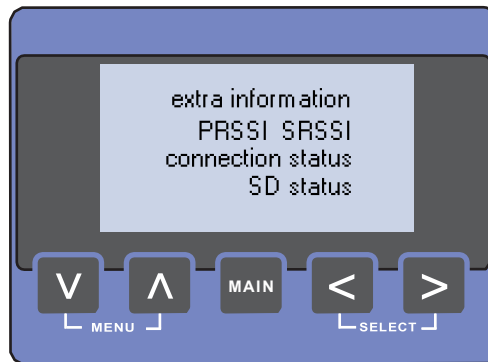 extra information
PRSSI SRSSI
connection status
SD status
V Λ MAIN < >
MENU SELECT